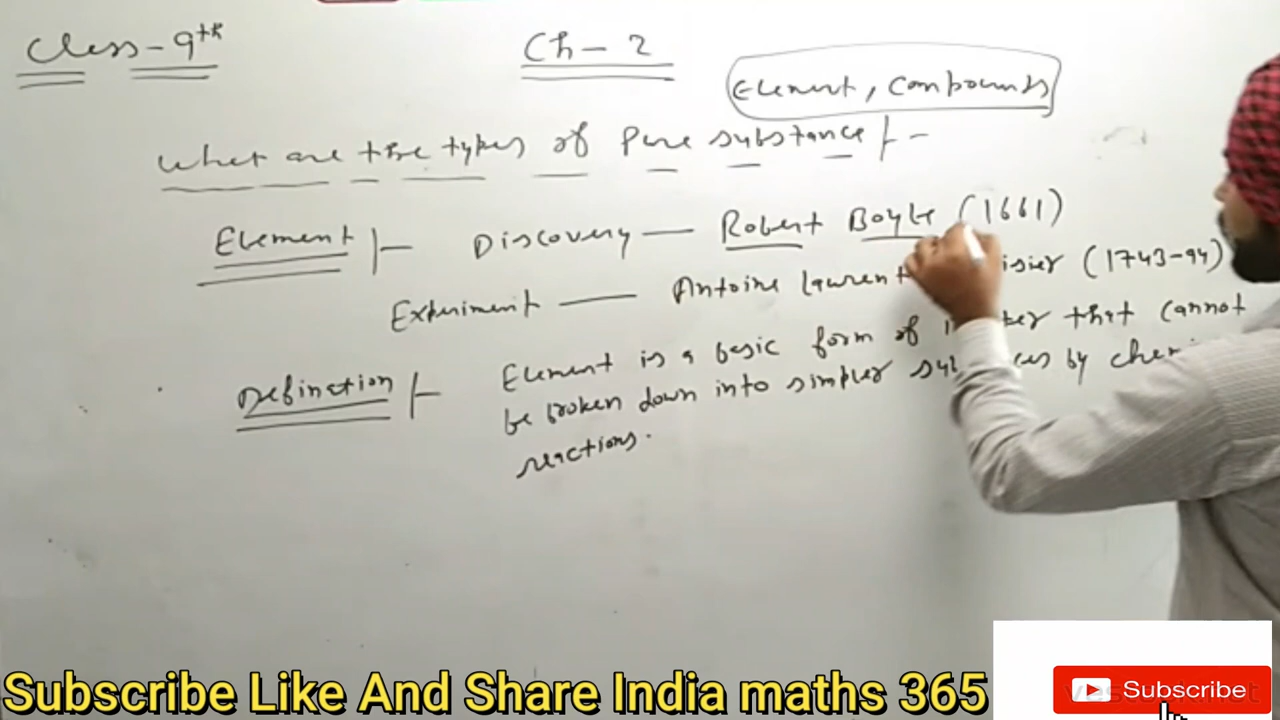 Class - 9th
Ch - 2
Element, Compounds
What are the types of Pure substance :-
Element :- Discovery — Robert Boyle (1661)
Experiment — Antoine Laurent (1743-94)
Defination :- Element is a basic form of that cannot
be broken down into simpler by
reactions.
Subscribe Like And Share India maths 365
Subscribe